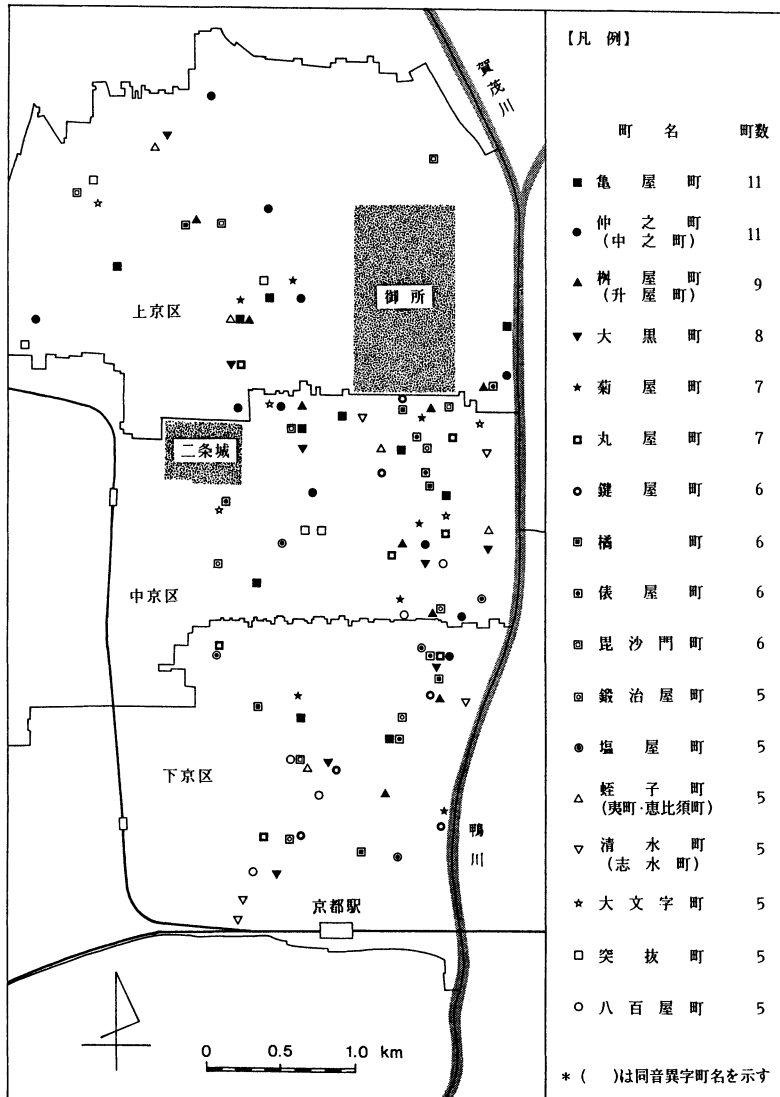 賀茂川
御所
上京区
二条城
中京区
下京区
鴨川
京都駅
0 0.5 1.0 km
【凡 例】
町 名 町数
■ 亀屋町 11
● 仲之町 11
(中之町)
▲ 桝屋町 9
(升屋町)
▼ 大黒町 8
★ 菊屋町 7
丸屋町 7
鍵屋町 6
橘町 6
俵屋町 6
毘沙門町 6
鍛冶屋町 5
塩屋町 5
△ 蛭子町 5
(夷町・恵比須町)
▽ 清水町 5
(志水町)
☆ 大文字町 5
□ 突抜町 5
○ 八百屋町 5
* ( )は同音異字町名を示す